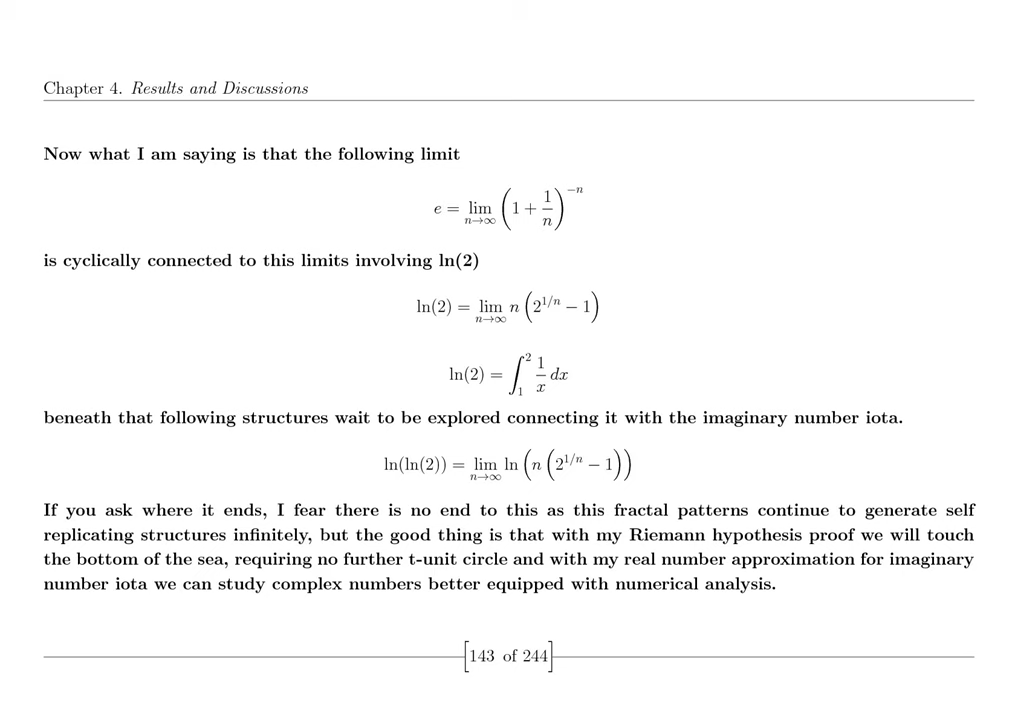 Chapter 4. Results and Discussions
Now what I am saying is that the following limit
e = lim_{n→∞} (1 + 1/n)^{−n}
is cyclically connected to this limits involving ln(2)
ln(2) = lim_{n→∞} n (2^{1/n} − 1)
ln(2) = ∫_1^2 1/x dx
beneath that following structures wait to be explored connecting it with the imaginary number iota.
ln(ln(2)) = lim_{n→∞} ln (n (2^{1/n} − 1))
If you ask where it ends, I fear there is no end to this as this fractal patterns continue to generate self
replicating structures infinitely, but the good thing is that with my Riemann hypothesis proof we will touch
the bottom of the sea, requiring no further t-unit circle and with my real number approximation for imaginary
number iota we can study complex numbers better equipped with numerical analysis.
[143 of 244]